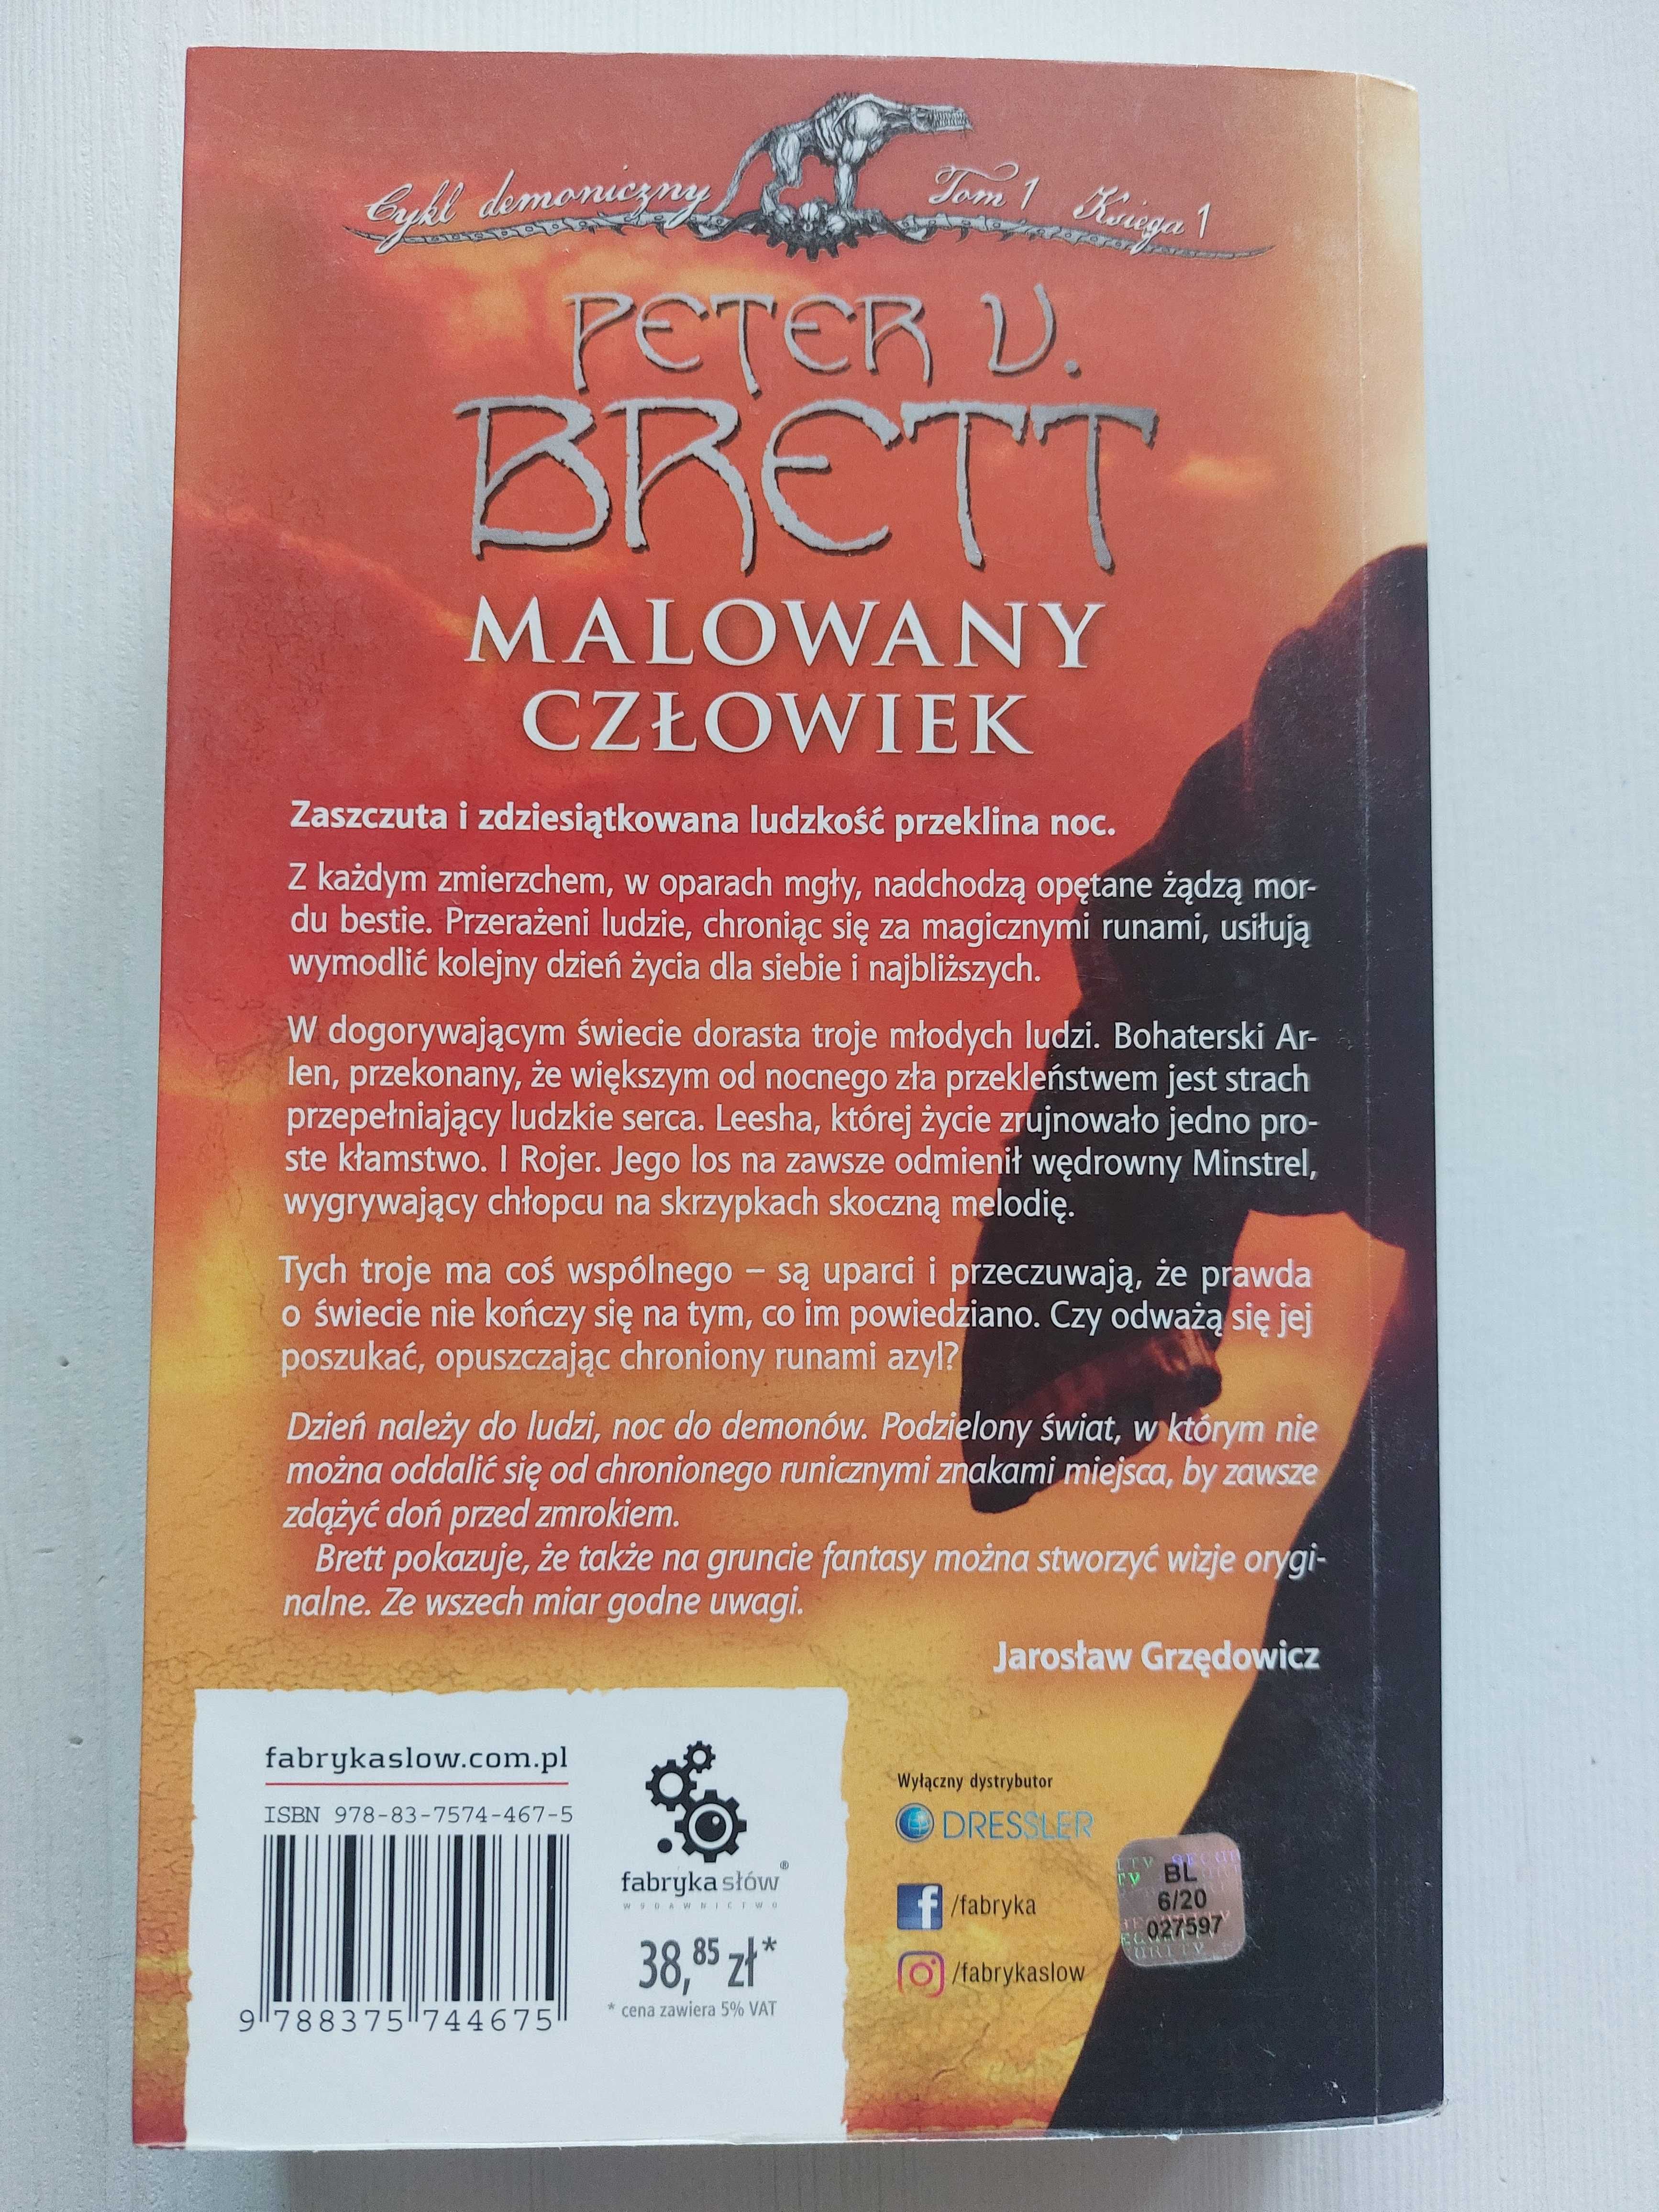 Cykl demoniczny Tom 1 Księga 1
PETER V.
BRETT
MALOWANY
CZŁOWIEK
Zaszczuta i zdziesiątkowana ludzkość przeklina noc.
Z każdym zmierzchem, w oparach mgły, nadchodzą opętane żądzą mor-
du bestie. Przerażeni ludzie, chroniąc się za magicznymi runami, usiłują
wymodlić kolejny dzień życia dla siebie i najbliższych.
W dogorywającym świecie dorasta troje młodych ludzi. Bohaterski Ar-
len, przekonany, że większym od nocnego zła przekleństwem jest strach
przepełniający ludzkie serca. Leesha, której życie zrujnowało jedno pro-
ste kłamstwo. I Rojer. Jego los na zawsze odmienił wędrowny Minstrel,
wygrywający chłopcu na skrzypkach skoczną melodię.
Tych troje ma coś wspólnego – są uparci i przeczuwają, że prawda
o świecie nie kończy się na tym, co im powiedziano. Czy odważą się jej
poszukać, opuszczając chroniony runami azyl?
Dzień należy do ludzi, noc do demonów. Podzielony świat, w którym nie
można oddalić się od chronionego runicznymi znakami miejsca, by zawsze
zdążyć doń przed zmrokiem.
Brett pokazuje, że także na gruncie fantasy można stworzyć wizje orygi-
nalne. Ze wszech miar godne uwagi.
Jarosław Grzędowicz
fabrykaslow.com.pl
ISBN 978-83-7574-467-5
9 788375 744675
fabryka słów®
WYDAWNICTWO
38,85 zł*
* cena zawiera 5% VAT
Wyłączny dystrybutor
DRESSLER
/fabryka
/fabrykaslow
BL
6/20
027597